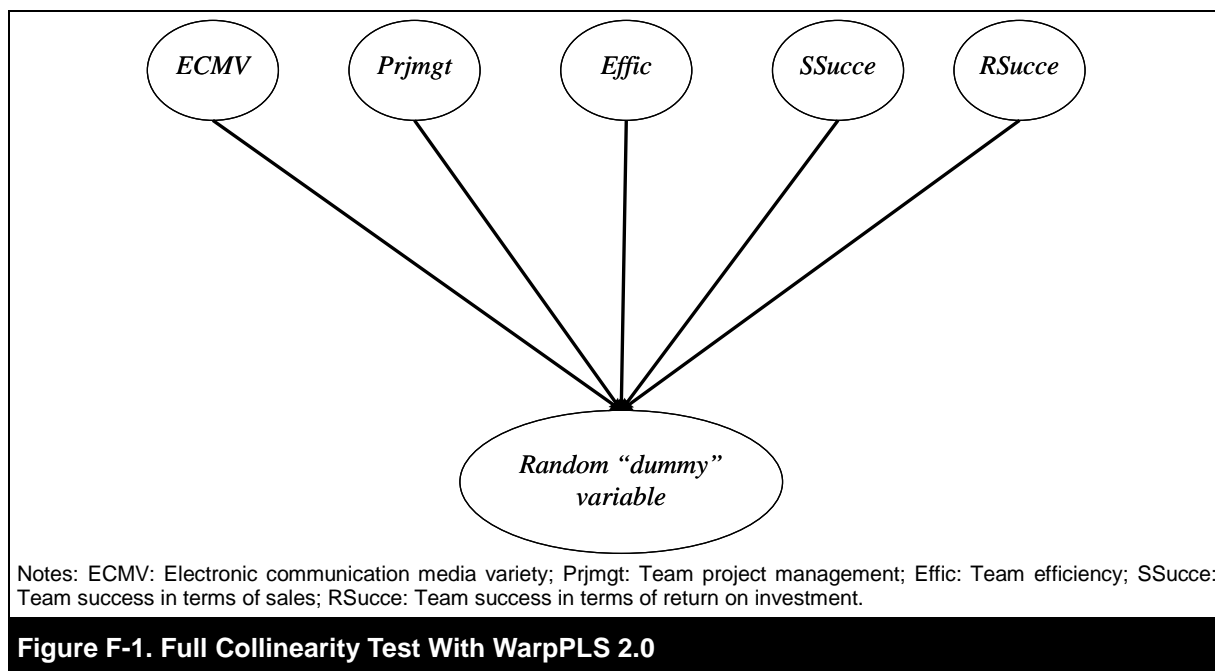 ECMV
Prjmgt
Effic
SSucce
RSucce
Random “dummy”
variable
Notes: ECMV: Electronic communication media variety; Prjmgt: Team project management; Effic: Team efficiency; SSucce:
Team success in terms of sales; RSucce: Team success in terms of return on investment.
Figure F-1. Full Collinearity Test With WarpPLS 2.0